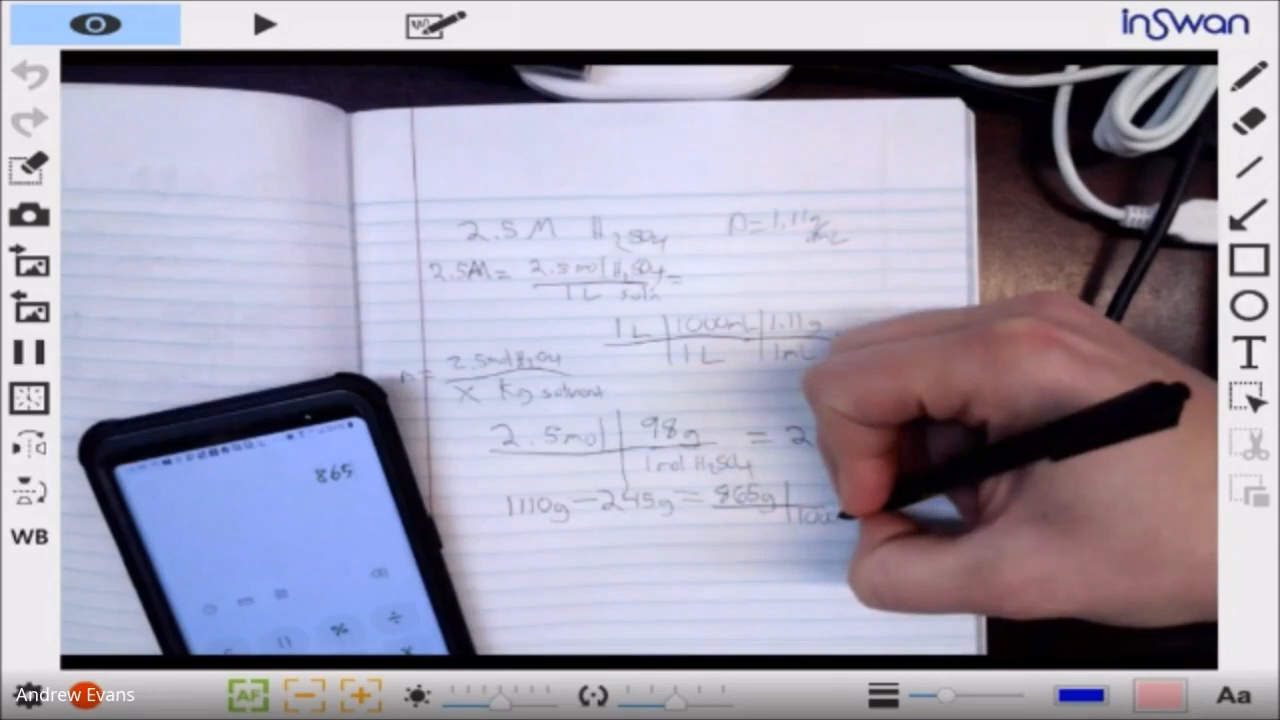 inSwan
2.5M H2SO4 ρ=1.11g/mL
2.5M = 2.5mol H2SO4 =
1L soln
1L | 1000mL | 1.11g
| 1L | 1mL
2.5mol H2SO4
X Kg solvent
2.5mol | 98g = 2
1mol H2SO4
1110g - 245g = 865g |
1000
865
%
÷
T
WB
Andrew Evans
AF
Aa